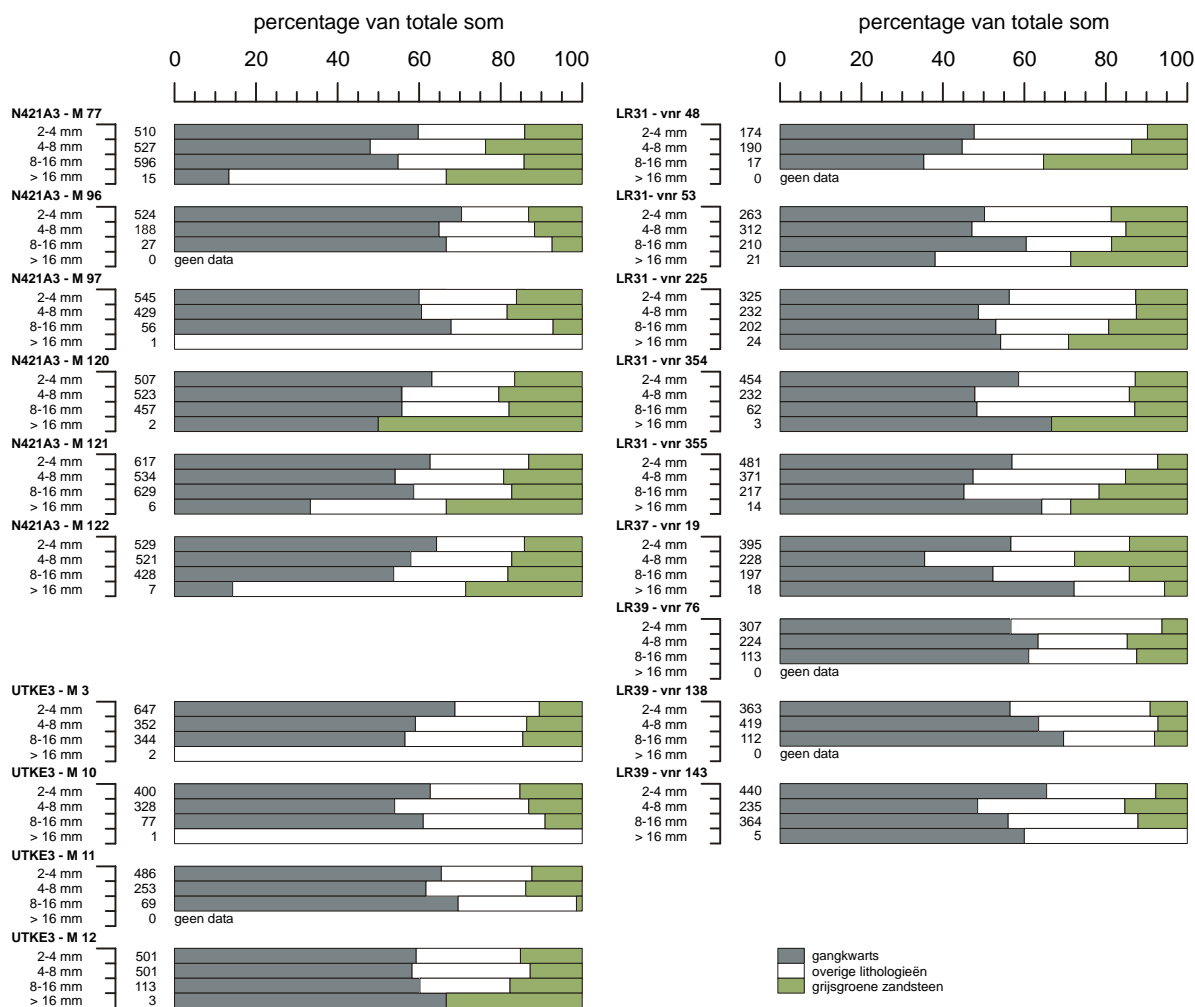 percentage van totale som
0 20 40 60 80 100
N421A3 - M 77
2-4 mm 510
4-8 mm 527
8-16 mm 596
> 16 mm 15
N421A3 - M 96
2-4 mm 524
4-8 mm 188
8-16 mm 27
> 16 mm 0 geen data
N421A3 - M 97
2-4 mm 545
4-8 mm 429
8-16 mm 56
> 16 mm 1
N421A3 - M 120
2-4 mm 507
4-8 mm 523
8-16 mm 457
> 16 mm 2
N421A3 - M 121
2-4 mm 617
4-8 mm 534
8-16 mm 629
> 16 mm 6
N421A3 - M 122
2-4 mm 529
4-8 mm 521
8-16 mm 428
> 16 mm 7
UTKE3 - M 3
2-4 mm 647
4-8 mm 352
8-16 mm 344
> 16 mm 2
UTKE3 - M 10
2-4 mm 400
4-8 mm 328
8-16 mm 77
> 16 mm 1
UTKE3 - M 11
2-4 mm 486
4-8 mm 253
8-16 mm 69
> 16 mm 0 geen data
UTKE3 - M 12
2-4 mm 501
4-8 mm 501
8-16 mm 113
> 16 mm 3
percentage van totale som
0 20 40 60 80 100
LR31 - vnr 48
2-4 mm 174
4-8 mm 190
8-16 mm 17
> 16 mm 0 geen data
LR31- vnr 53
2-4 mm 263
4-8 mm 312
8-16 mm 210
> 16 mm 21
LR31 - vnr 225
2-4 mm 325
4-8 mm 232
8-16 mm 202
> 16 mm 24
LR31 - vnr 354
2-4 mm 454
4-8 mm 232
8-16 mm 62
> 16 mm 3
LR31 - vnr 355
2-4 mm 481
4-8 mm 371
8-16 mm 217
> 16 mm 14
LR37 - vnr 19
2-4 mm 395
4-8 mm 228
8-16 mm 197
> 16 mm 18
LR39 - vnr 76
2-4 mm 307
4-8 mm 224
8-16 mm 113
> 16 mm 0 geen data
LR39 - vnr 138
2-4 mm 363
4-8 mm 419
8-16 mm 112
> 16 mm 0 geen data
LR39 - vnr 143
2-4 mm 440
4-8 mm 235
8-16 mm 364
> 16 mm 5
gangkwarts
overige lithologieën
grijsgroene zandsteen